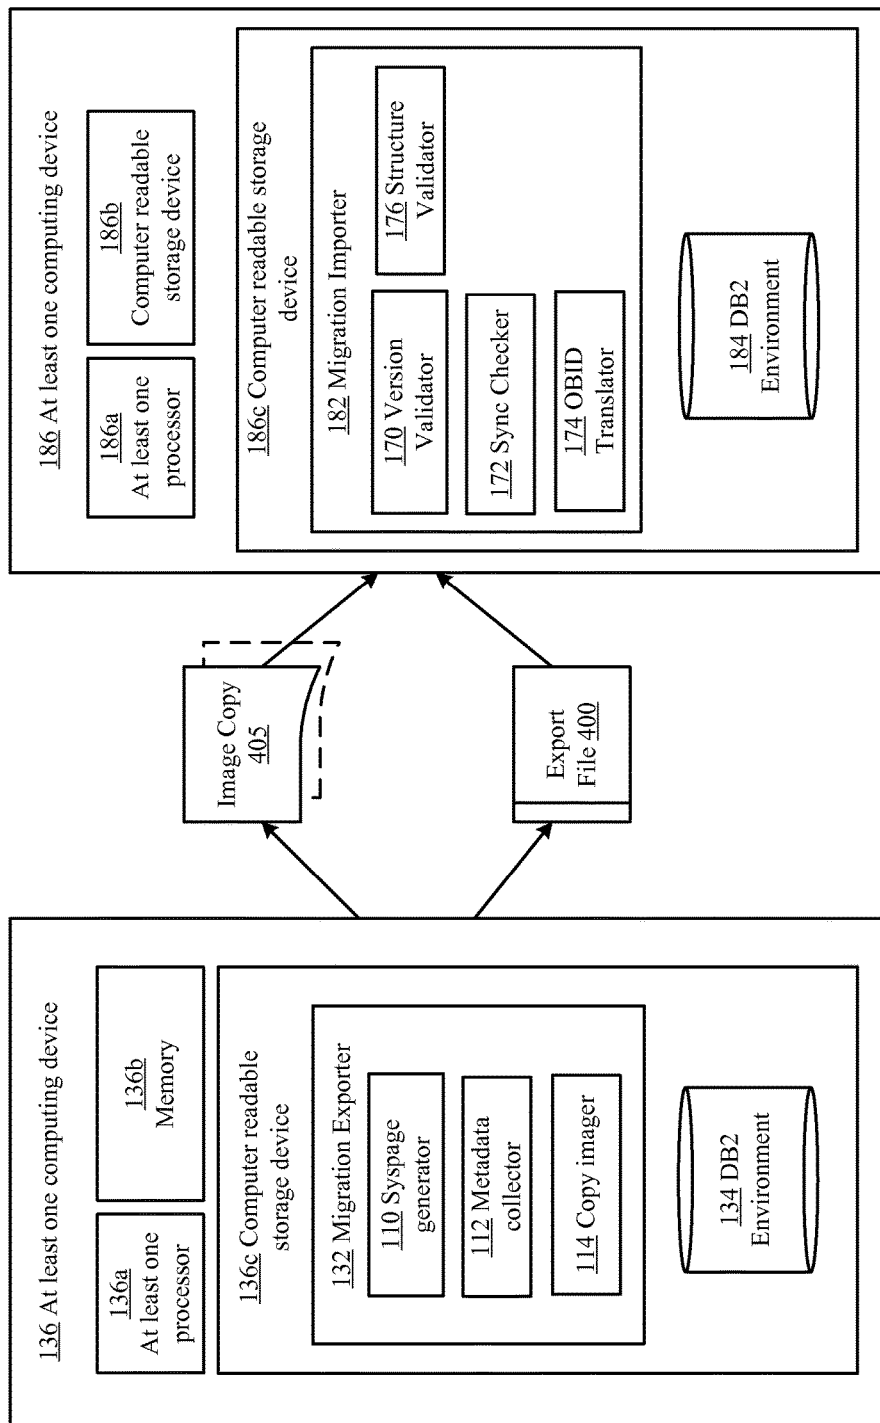 136 At least one computing device
136a
At least one
processor
136b
Memory
136c Computer readable
storage device
132 Migration Exporter
110 Syspage
generator
112 Metadata
collector
114 Copy imager
134 DB2
Environment
Image Copy
405
Export
File 400
186 At least one computing device
186a
At least one
processor
186b
Computer readable
storage device
186c Computer readable storage
device
182 Migration Importer
170 Version
Validator
176 Structure
Validator
172 Sync Checker
174 OBID
Translator
184 DB2
Environment